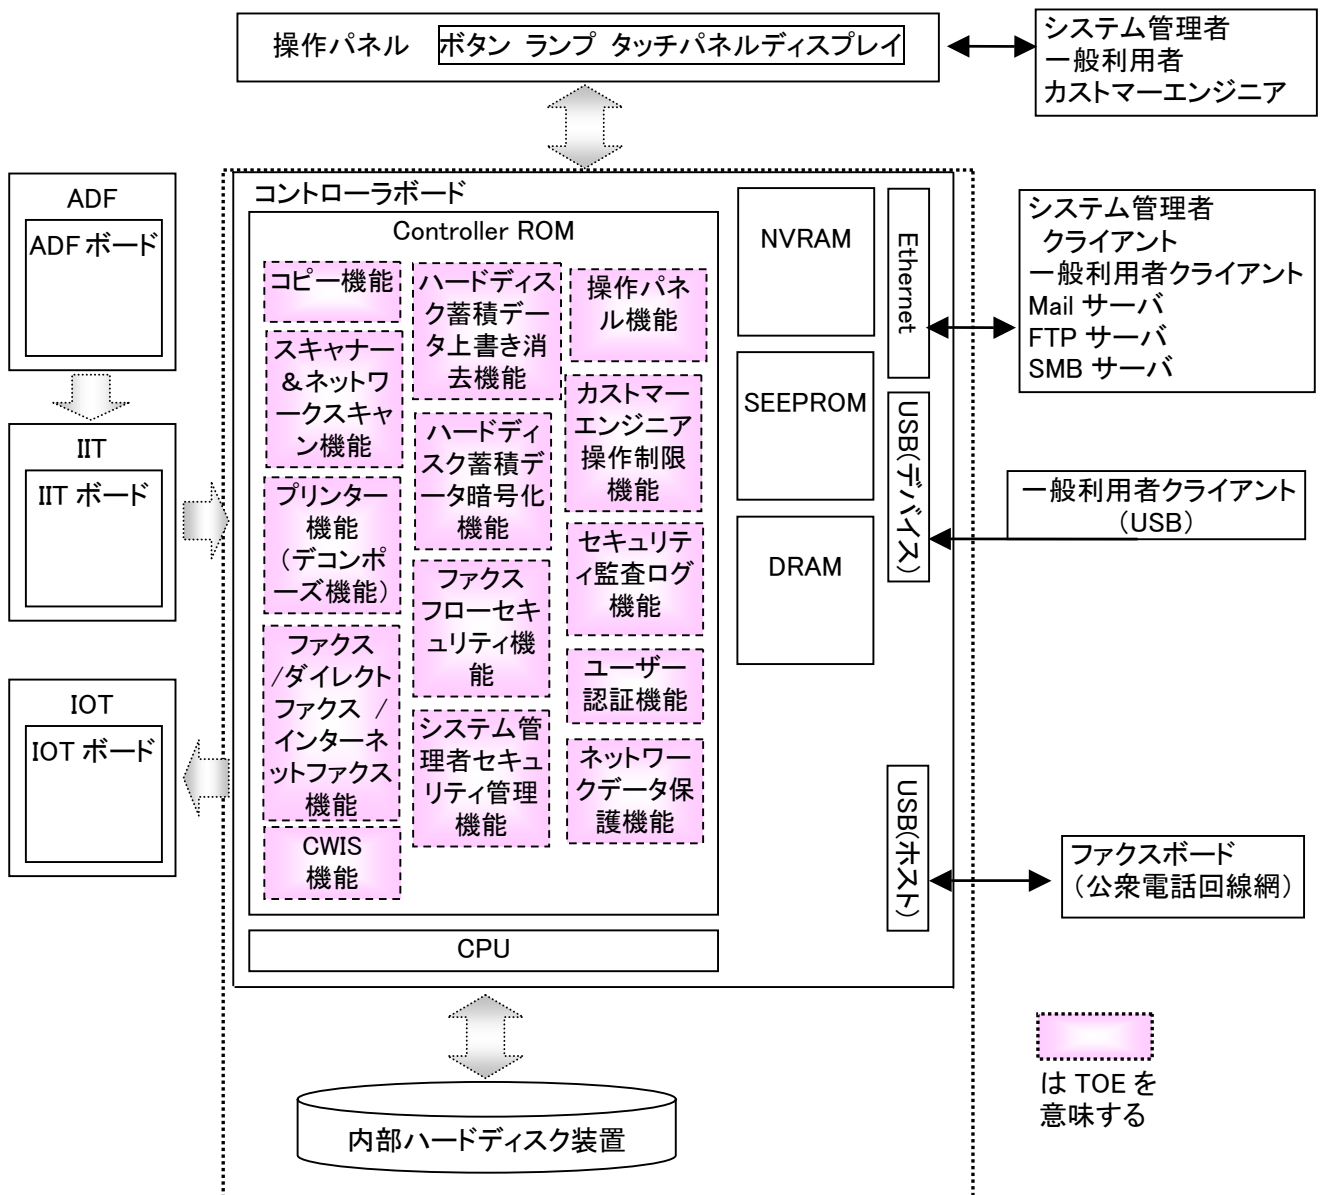 操作パネル ボタン ランプ タッチパネルディスプレイ
システム管理者
一般利用者
カストマーエンジニア
ADF
ADF ボード
IIT
IIT ボード
IOT
IOT ボード
コントローラボード
Controller ROM
コピー機能
スキャナー
&ネットワ
ークスキャ
ン機能
プリンター
機能
(デコンポ
ーズ機能)
ファクス
/ダイレクト
ファクス /
インターネ
ットファクス
機能
CWIS
機能
ハードディス
ク蓄積デー
タ上書き消
去機能
ハードディ
スク蓄積デ
ータ暗号化
機能
ファクス
フローセキ
ュリティ機
能
システム管
理者セキュ
リティ管理
機能
操作パネ
ル機能
カストマー
エンジニア
操作制限
機能
セキュリテ
ィ監査ログ
機能
ユーザー
認証機能
ネットワー
クデータ保
護機能
CPU
NVRAM
SEEPROM
DRAM
Ethernet
USB(デバイス)
USB(ホスト)
システム管理者
クライアント
一般利用者クライアント
Mail サーバ
FTP サーバ
SMB サーバ
一般利用者クライアント
(USB)
ファクスボード
(公衆電話回線網)
内部ハードディスク装置
は TOE を
意味する